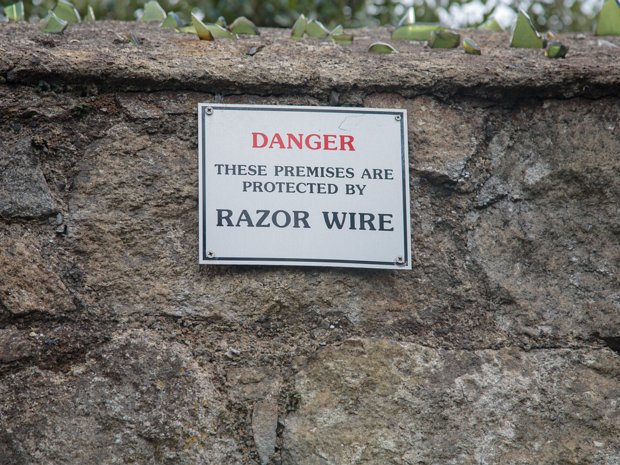 DANGER
THESE PREMISES ARE
PROTECTED BY
RAZOR WIRE